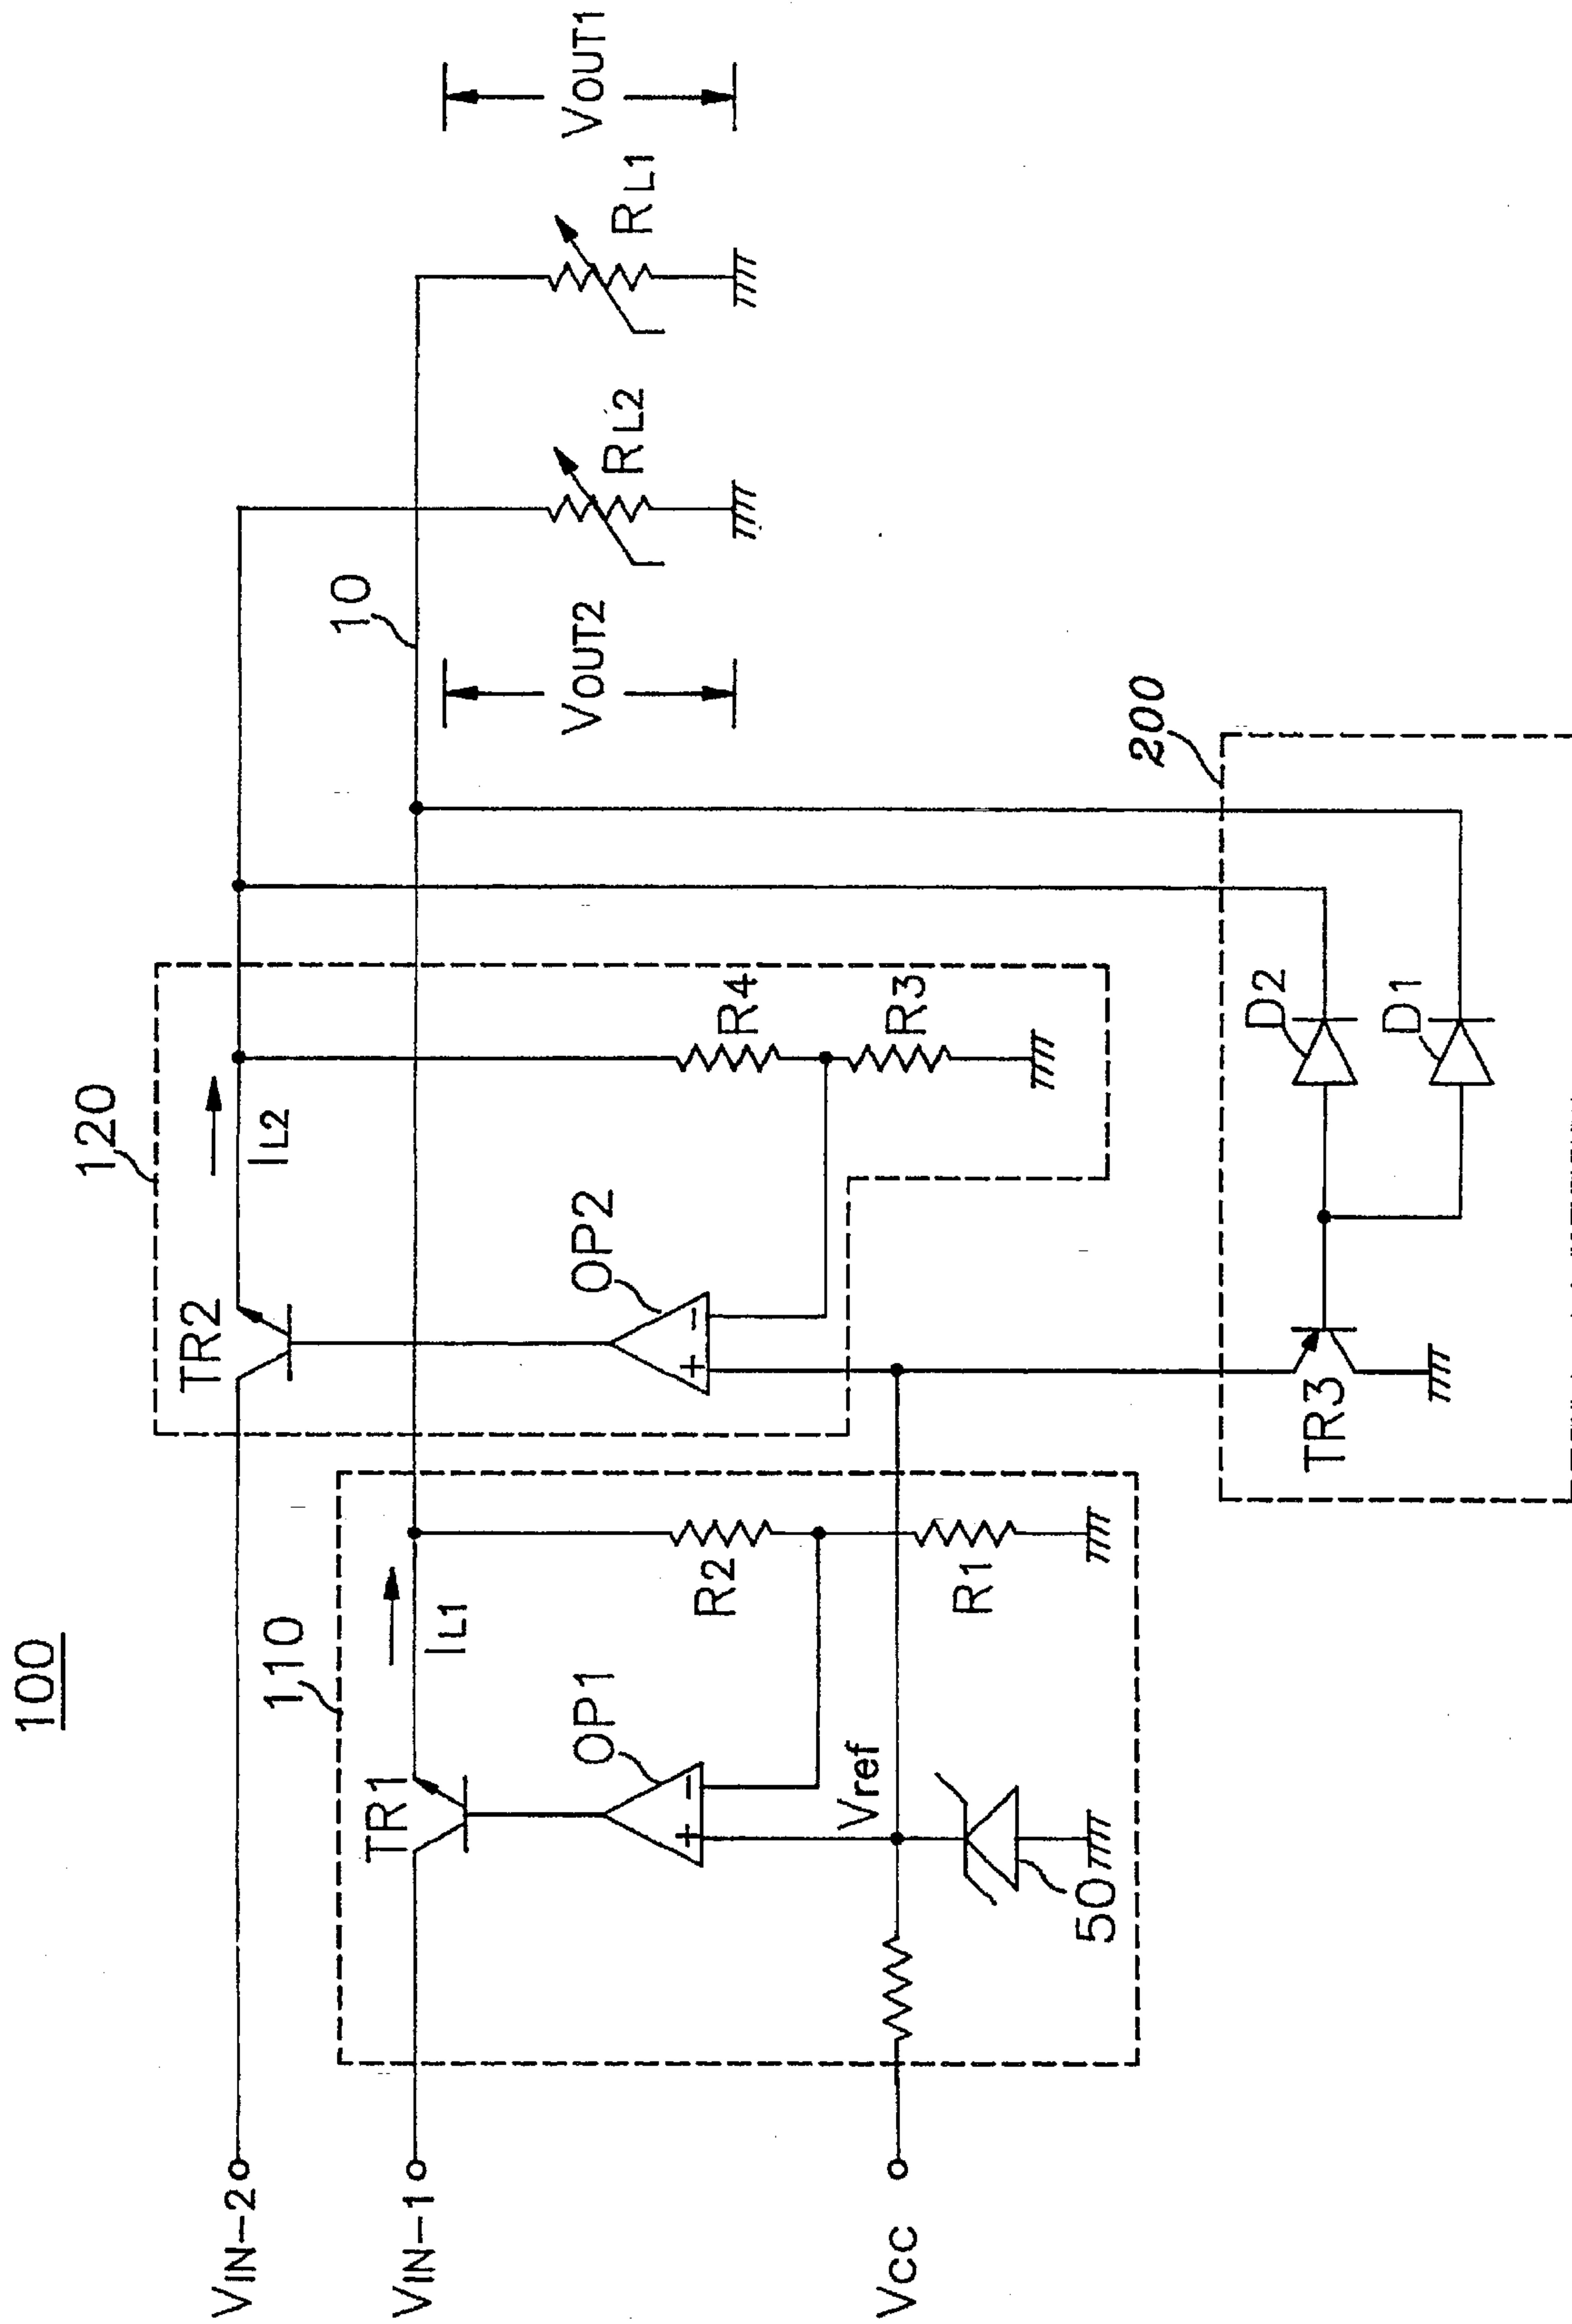 100
VIN-2
VIN-1
VCC
110
120
TR1
IL1
OP1
+
-
R2
R1
Vref
50
TR2
IL2
OP2
+
-
R4
R3
10
VOUT2
RL2
RL1
VOUT1
200
TR3
D2
D1